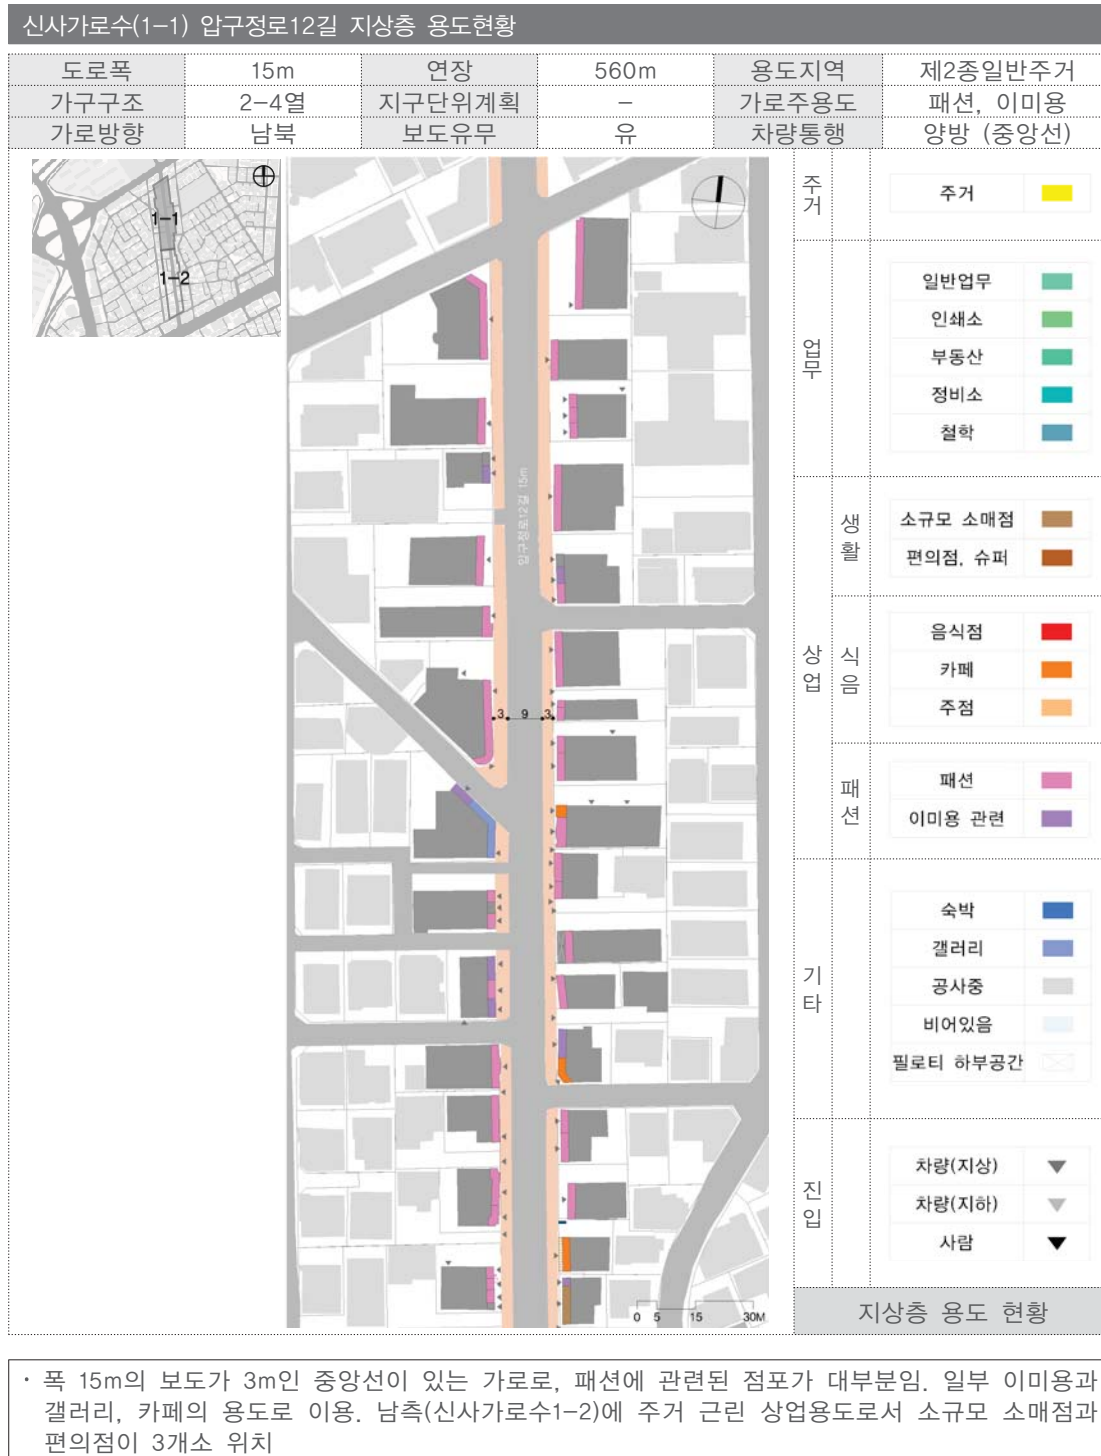 신사가로수(1-1) 압구정로12길 지상층 용도현황
도로폭 15m 연장 560m 용도지역 제2종일반주거
가구구조 2-4열 지구단위계획 - 가로주용도 패션, 이미용
가로방향 남북 보도유무 유 차량통행 양방 (중앙선)
1-1
1-2
압구정로12길 15m
3 9 3
0 5 15 30M
주거
주거
업무
일반업무
인쇄소
부동산
정비소
철학
상업
생활
소규모 소매점
편의점, 슈퍼
식음
음식점
카페
주점
패션
패션
이미용 관련
기타
숙박
갤러리
공사중
비어있음
필로티 하부공간
진입
차량(지상)
차량(지하)
사람
지상층 용도 현황
· 폭 15m의 보도가 3m인 중앙선이 있는 가로로, 패션에 관련된 점포가 대부분임. 일부 이미용과
갤러리, 카페의 용도로 이용. 남측(신사가로수1-2)에 주거 근린 상업용도로서 소규모 소매점과
편의점이 3개소 위치